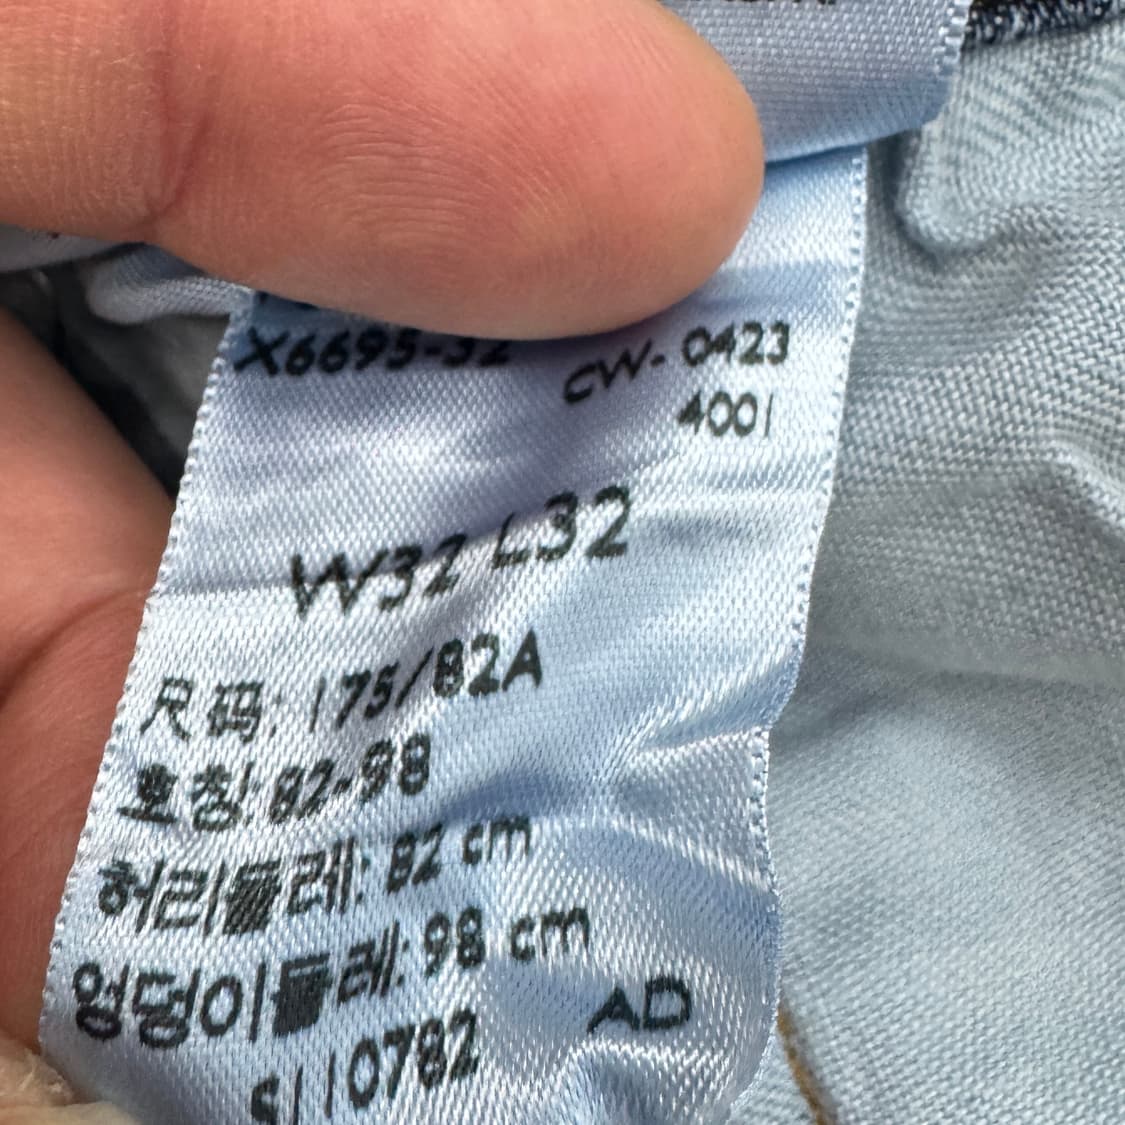 X6695-32 CW- 0423
4001
W32 L32
尺码: 175/82A
호칭: 82-98
허리둘레: 82 cm
엉덩이둘레: 98 cm
AD
S110782